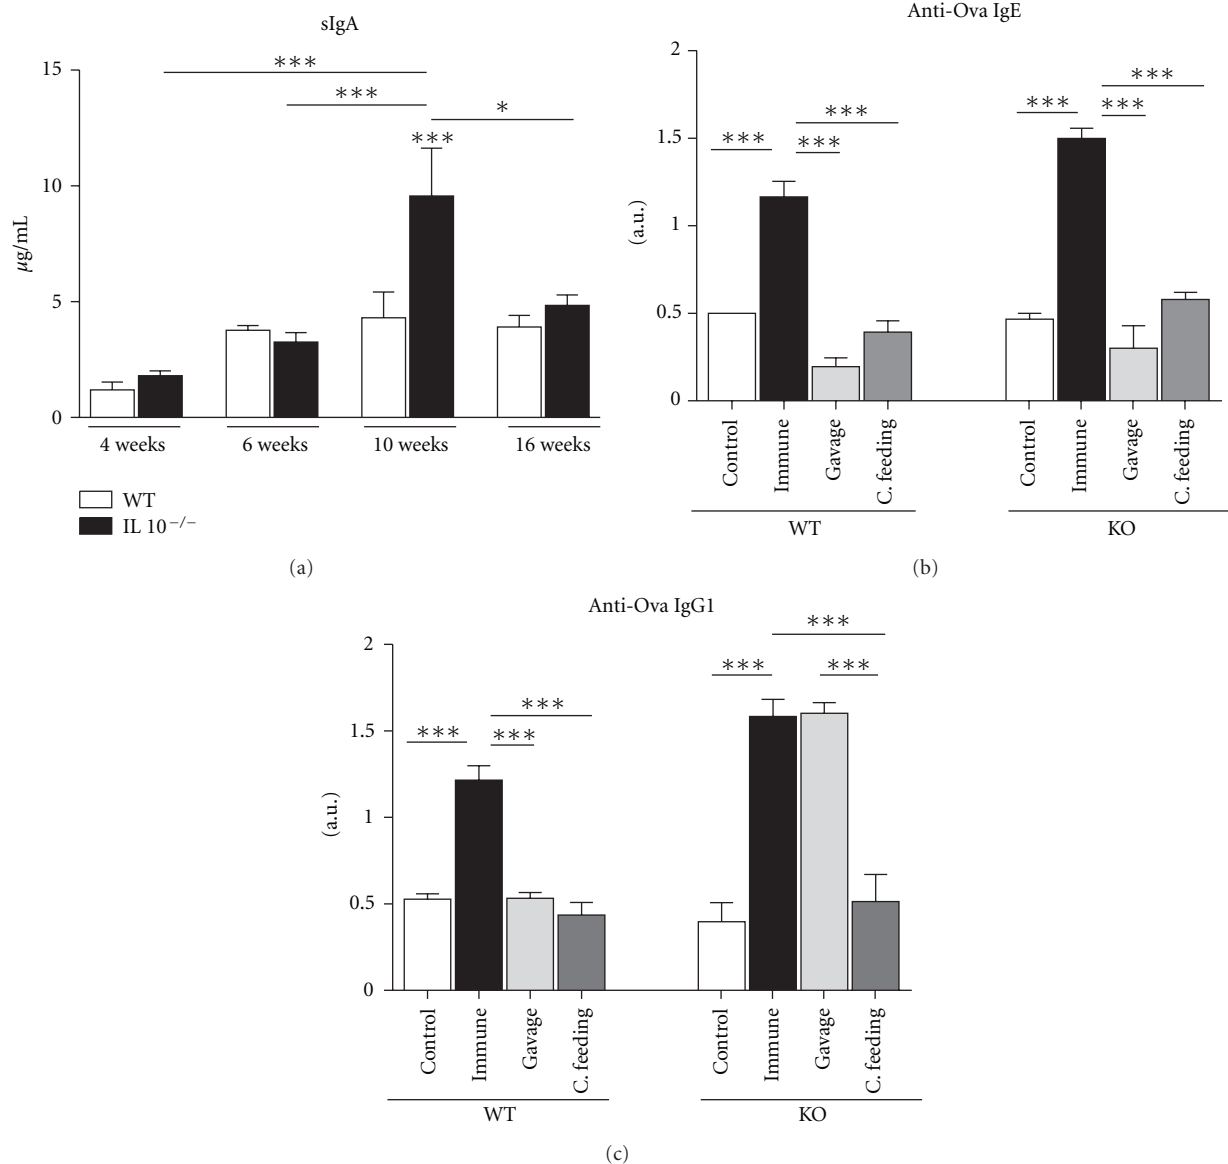 sIgA
15
10
5
0
µg/mL
***
***
*
***
4 weeks
6 weeks
10 weeks
16 weeks
WT
IL 10−/−
(a)
Anti-Ova IgE
2
1.5
1
0.5
0
(a.u.)
***
***
***
***
***
***
Control
Immune
Gavage
C. feeding
Control
Immune
Gavage
C. feeding
WT
KO
(b)
Anti-Ova IgG1
2
1.5
1
0.5
0
(a.u.)
***
***
***
***
***
***
Control
Immune
Gavage
C. feeding
Control
Immune
Gavage
C. feeding
WT
KO
(c)